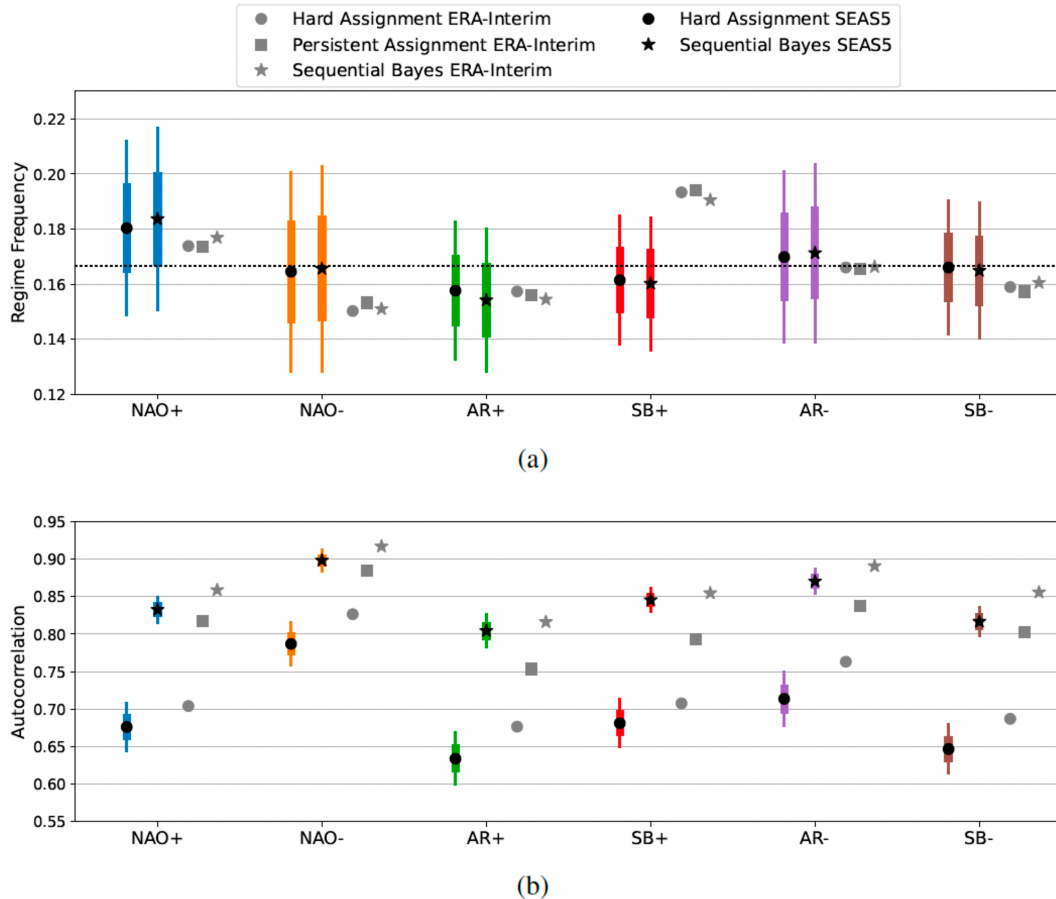 Hard Assignment ERA-Interim
Persistent Assignment ERA-Interim
Sequential Bayes ERA-Interim
Hard Assignment SEAS5
Sequential Bayes SEAS5
Regime Frequency
0.22
0.20
0.18
0.16
0.14
0.12
NAO+ NAO- AR+ SB+ AR- SB-
(a)
Autocorrelation
0.95
0.90
0.85
0.80
0.75
0.70
0.65
0.60
0.55
NAO+ NAO- AR+ SB+ AR- SB-
(b)